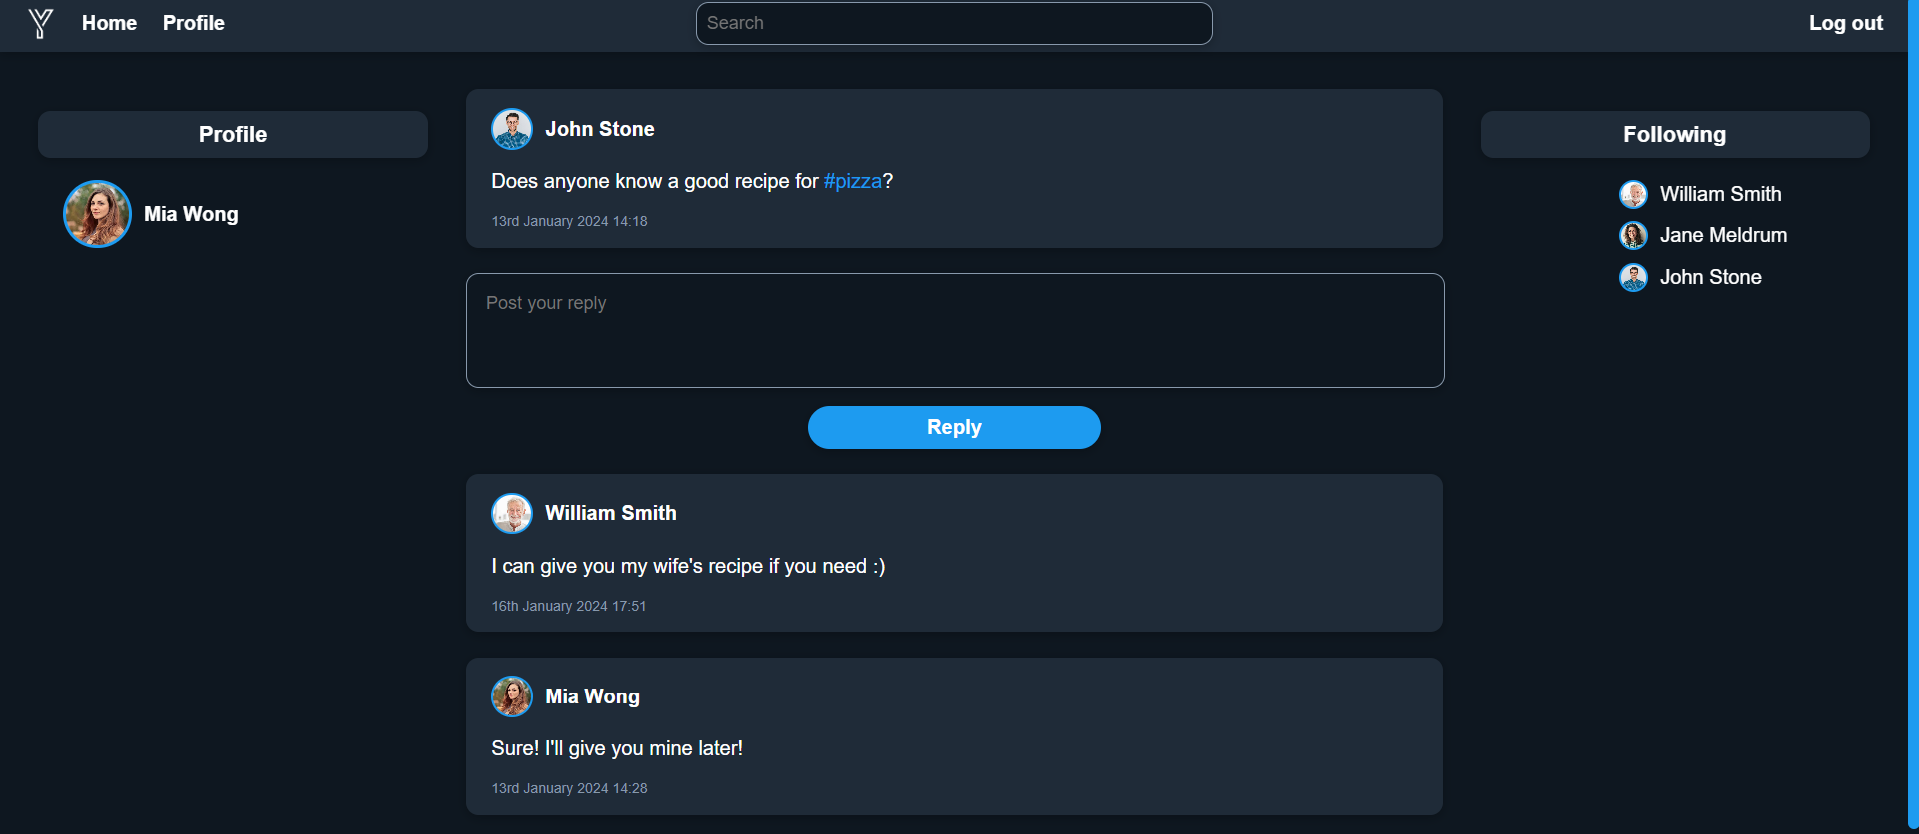 Y Home Profile Search Log out
Profile
Mia Wong
John Stone
Does anyone know a good recipe for #pizza?
13rd January 2024 14:18
Post your reply
Reply
William Smith
I can give you my wife's recipe if you need :)
16th January 2024 17:51
Mia Wong
Sure! I'll give you mine later!
13rd January 2024 14:28
Following
William Smith
Jane Meldrum
John Stone